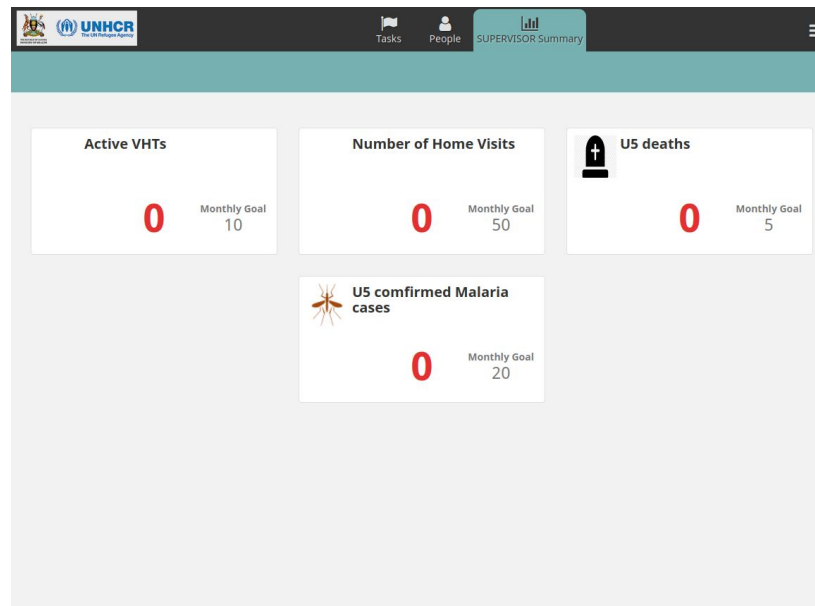 UNHCR
The UN Refugee Agency
Tasks
People
SUPERVISOR Summary
Active VHTs
0
Monthly Goal
10
Number of Home Visits
0
Monthly Goal
50
U5 deaths
0
Monthly Goal
5
U5 comfirmed Malaria
cases
0
Monthly Goal
20